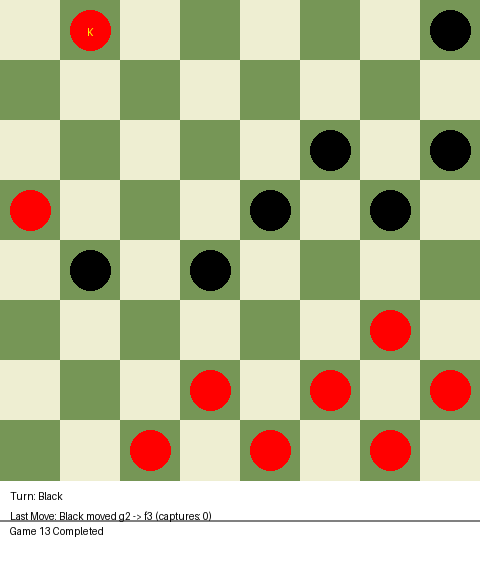 K
Turn: Black
Last Move: Black moved g2 -> f3 (captures: 0)
Game 13 Completed